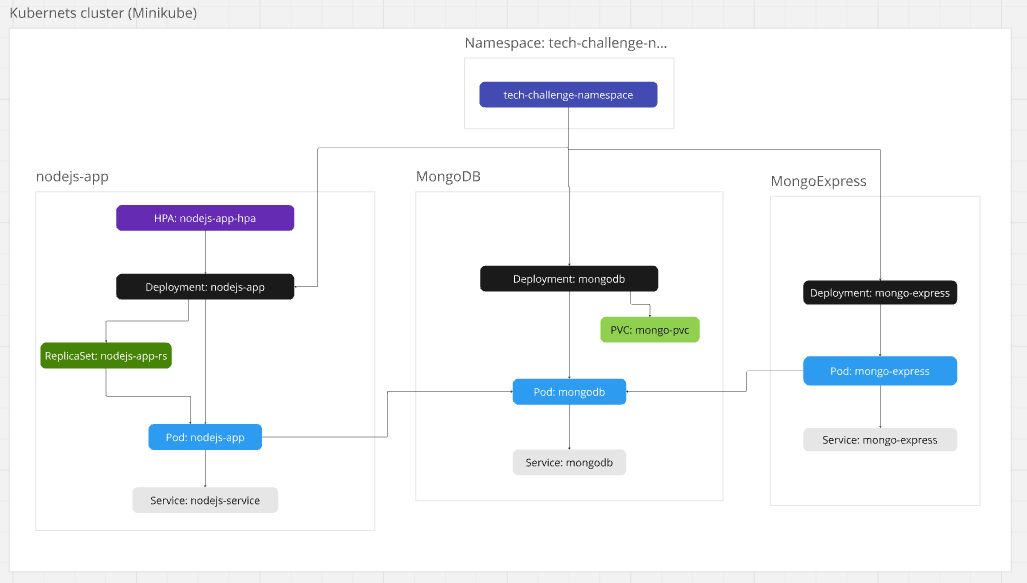 Kubernets cluster (Minikube)
Namespace: tech-challenge-n...
tech-challenge-namespace
nodejs-app
HPA: nodejs-app-hpa
Deployment: nodejs-app
ReplicaSet: nodejs-app-rs
Pod: nodejs-app
Service: nodejs-service
MongoDB
Deployment: mongodb
PVC: mongo-pvc
Pod: mongodb
Service: mongodb
MongoExpress
Deployment: mongo-express
Pod: mongo-express
Service: mongo-express